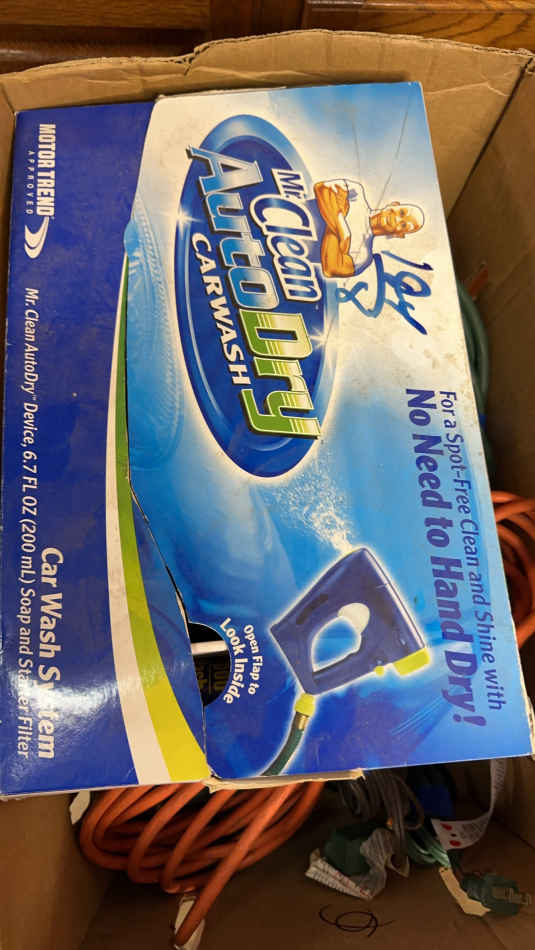 Mr. Clean
AutoDry
CARWASH
For a Spot-Free Clean and Shine with
No Need to Hand Dry!
Open Flap to
Look Inside
MOTOR TREND
APPROVED
Car Wash System
Mr. Clean AutoDry™ Device, 6.7 FL OZ (200 mL) Soap and Starter Filter